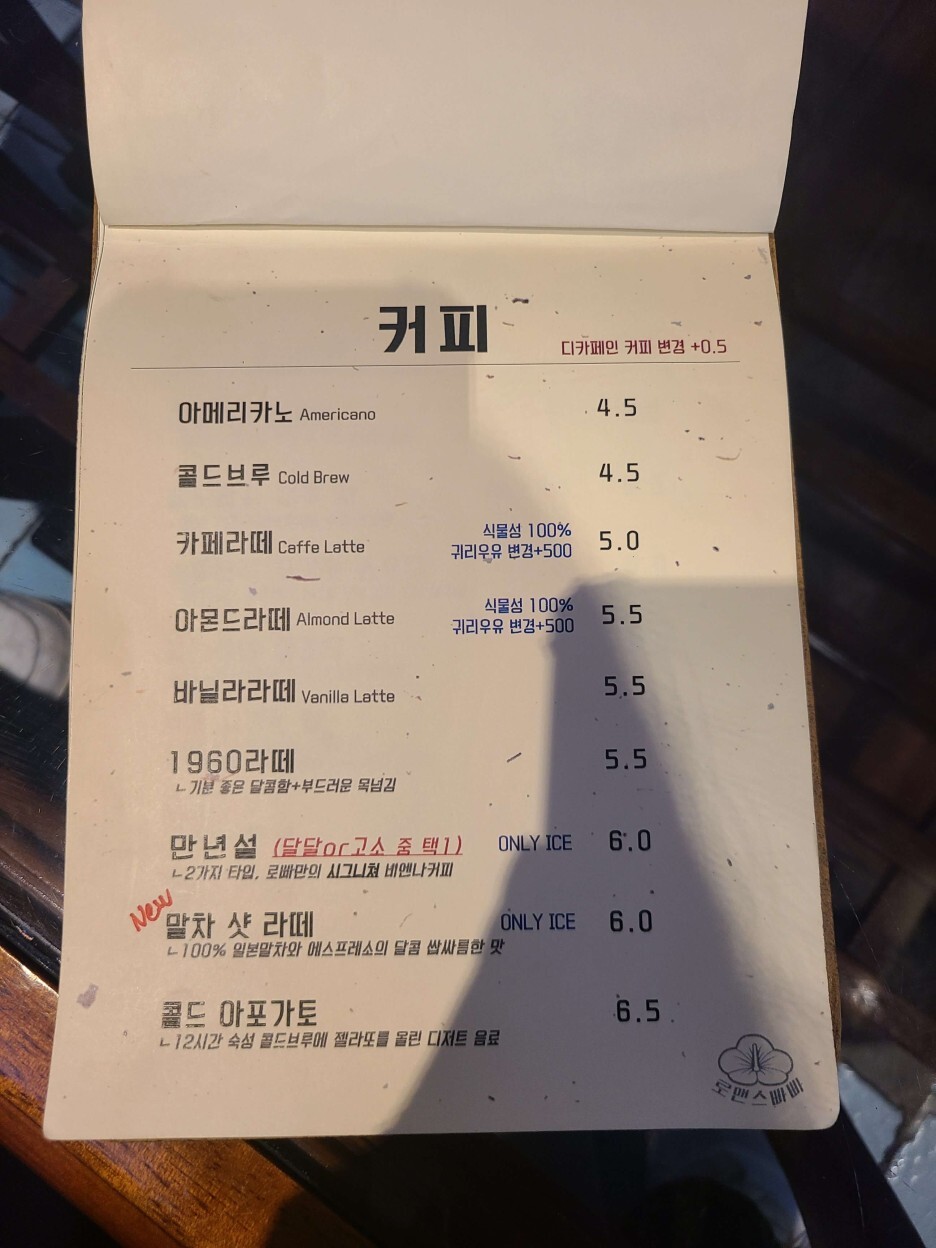 커피
디카페인 커피 변경 +0.5
아메리카노 Americano 4.5
콜드브루 Cold Brew 4.5
카페라떼 Caffe Latte 식물성 100% 귀리우유 변경+500 5.0
아몬드라떼 Almond Latte 식물성 100% 귀리우유 변경+500 5.5
바닐라라떼 Vanilla Latte 5.5
1960라떼 5.5
ㄴ기분 좋은 달콤함+부드러운 목넘김
만년설 (달달or고소 중 택1) ONLY ICE 6.0
ㄴ2가지 타입, 로빠만의 시그니쳐 비엔나커피
New
말차 샷 라떼 ONLY ICE 6.0
ㄴ100% 일본말차와 에스프레소의 달콤 쌉싸름한 맛
콜드 아포가토 6.5
ㄴ12시간 숙성 콜드브루에 젤라또를 올린 디저트 음료
로맨스빠빠